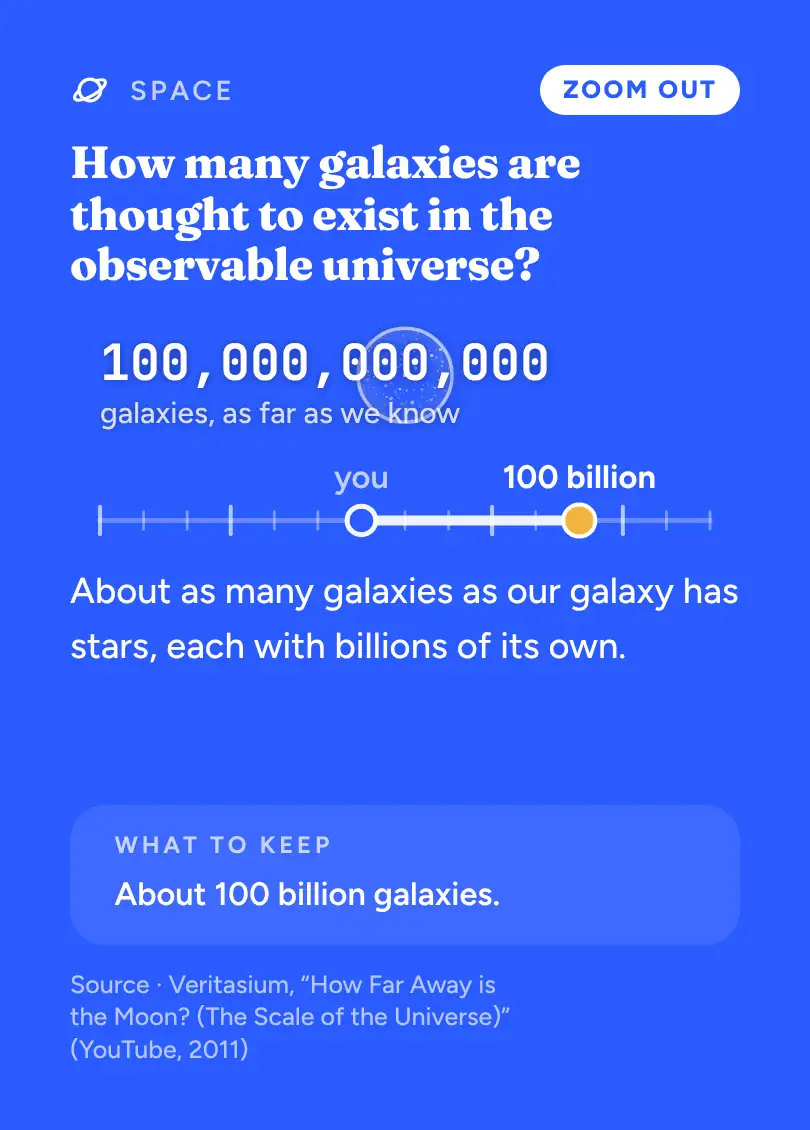 SPACE
ZOOM OUT
How many galaxies are
thought to exist in the
observable universe?
100,000,000,000
galaxies, as far as we know
you
100 billion
About as many galaxies as our galaxy has
stars, each with billions of its own.
WHAT TO KEEP
About 100 billion galaxies.
Source · Veritasium, “How Far Away is
the Moon? (The Scale of the Universe)”
(YouTube, 2011)